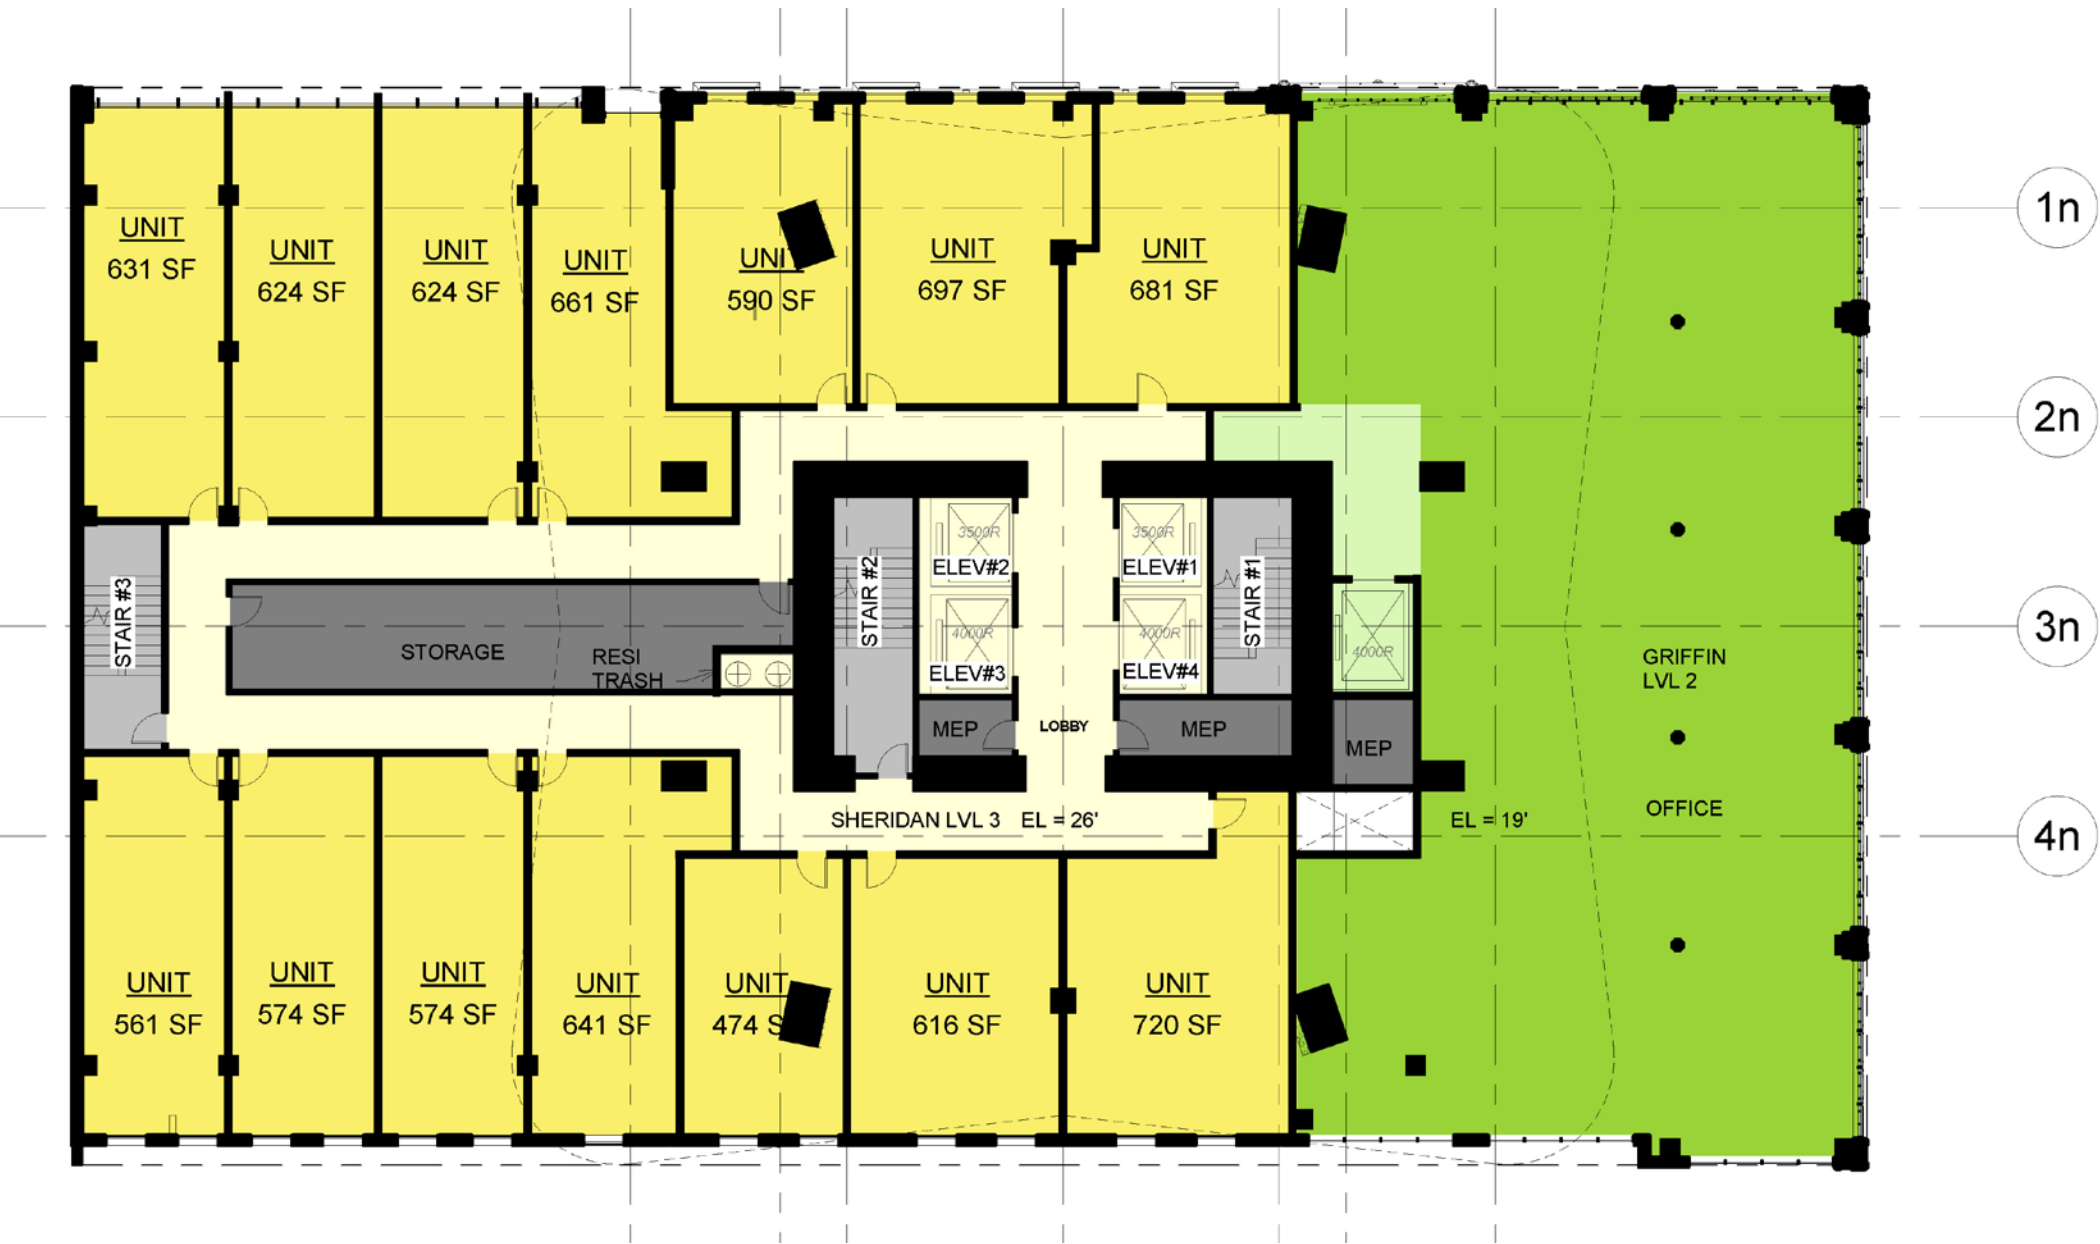 1n
UNIT
631 SF
UNIT
624 SF
UNIT
624 SF
UNIT
661 SF
UNIT
590 SF
UNIT
697 SF
UNIT
681 SF
2n
3500R
ELEV#2
3500R
ELEV#1
STAIR #3
STAIR #2
STAIR #1
3n
4000R
ELEV#3
4000R
ELEV#4
4000R
STORAGE
RESI
TRASH
GRIFFIN
LVL 2
MEP
LOBBY
MEP
MEP
SHERIDAN LVL 3 EL = 26'
EL = 19'
OFFICE
4n
UNIT
561 SF
UNIT
574 SF
UNIT
574 SF
UNIT
641 SF
UNIT
474 S
UNIT
616 SF
UNIT
720 SF